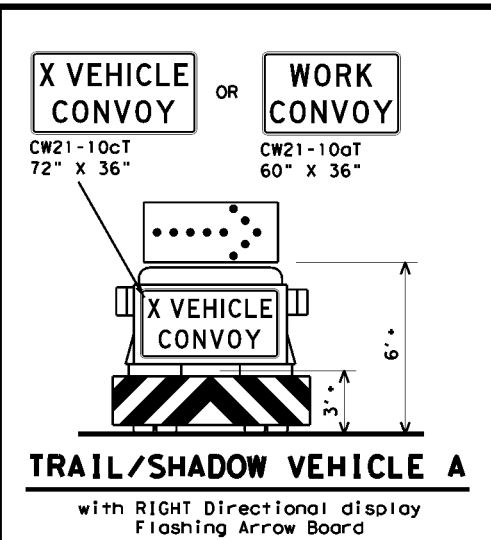 X VEHICLE
CONVOY
OR
WORK
CONVOY
CW21-10cT
72" X 36"
CW21-10aT
60" X 36"
X VEHICLE
CONVOY
6' +
3' +
TRAIL/SHADOW VEHICLE A
with RIGHT Directional display
Flashing Arrow Board